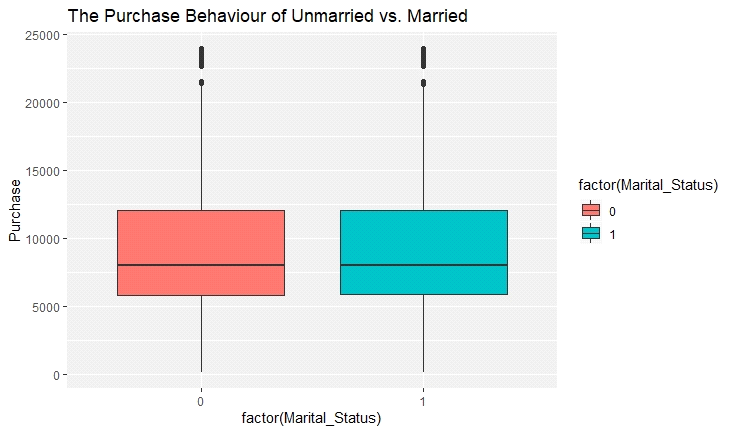 The Purchase Behaviour of Unmarried vs. Married
25000
20000
15000
10000
5000
0
Purchase
0
1
factor(Marital_Status)
factor(Marital_Status)
0
1